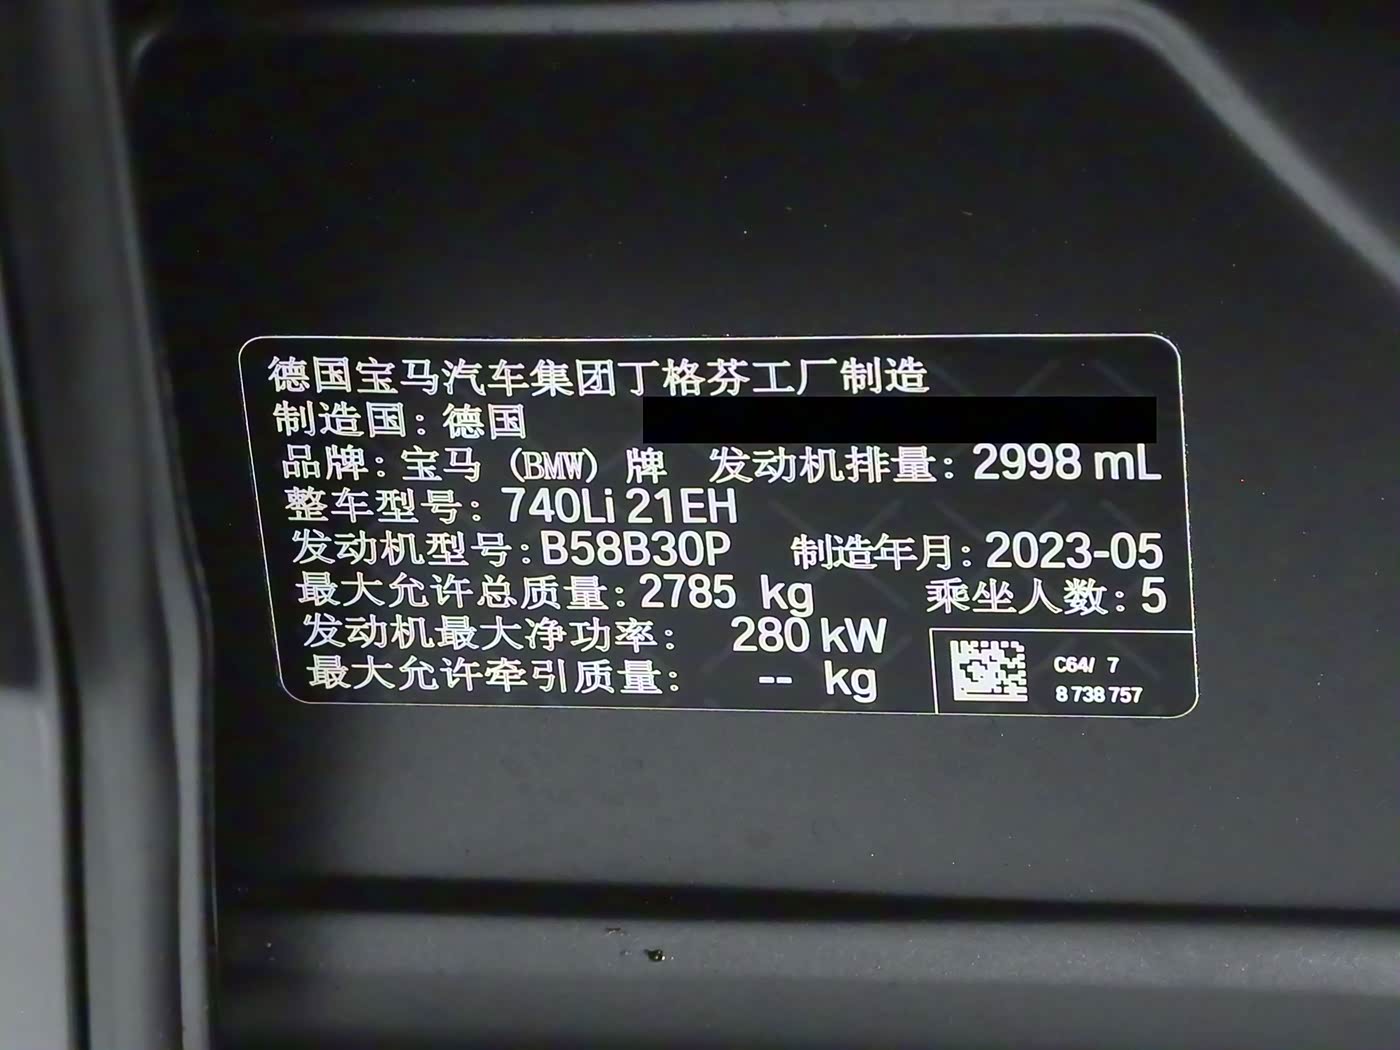 德国宝马汽车集团丁格芬工厂制造
制造国：德国
品牌：宝马（BMW）牌 发动机排量：2998 mL
整车型号：740Li 21EH
发动机型号：B58B30P 制造年月：2023-05
最大允许总质量：2785 kg 乘坐人数：5
发动机最大净功率： 280 kW
最大允许牵引质量： -- kg
C64/ 7
8 738 757